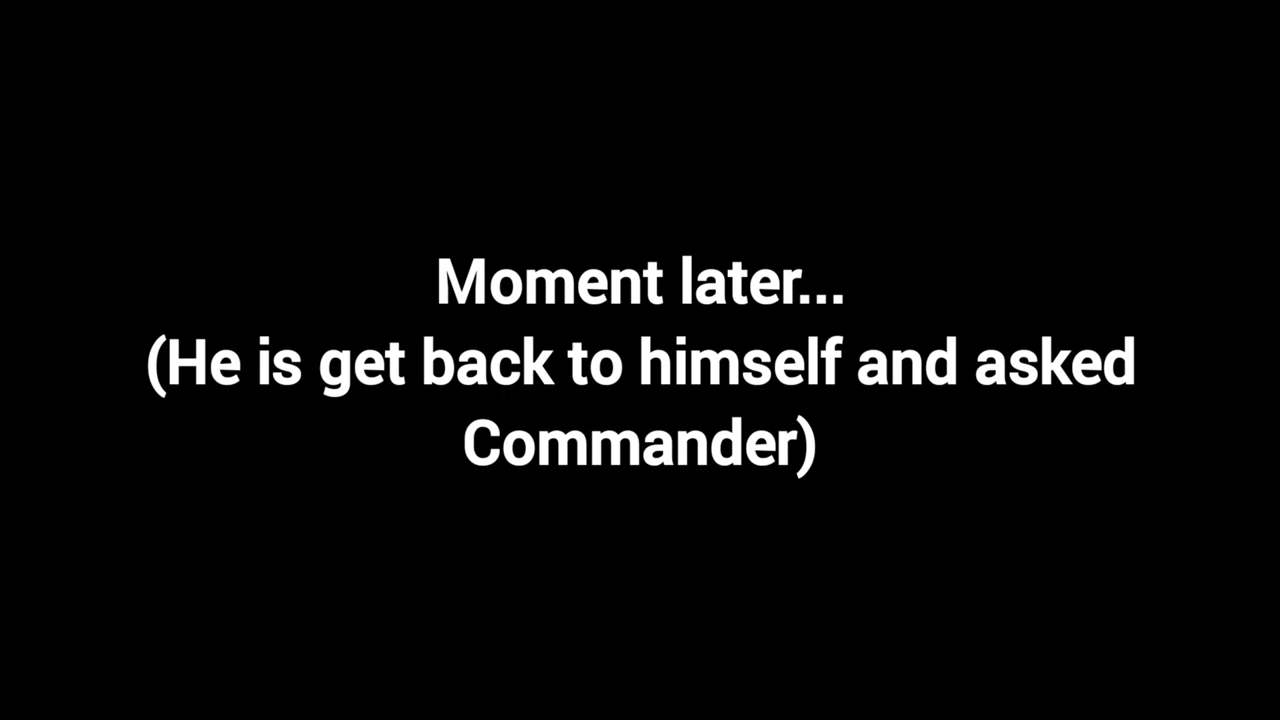 Moment later...
(He is get back to himself and asked
Commander)